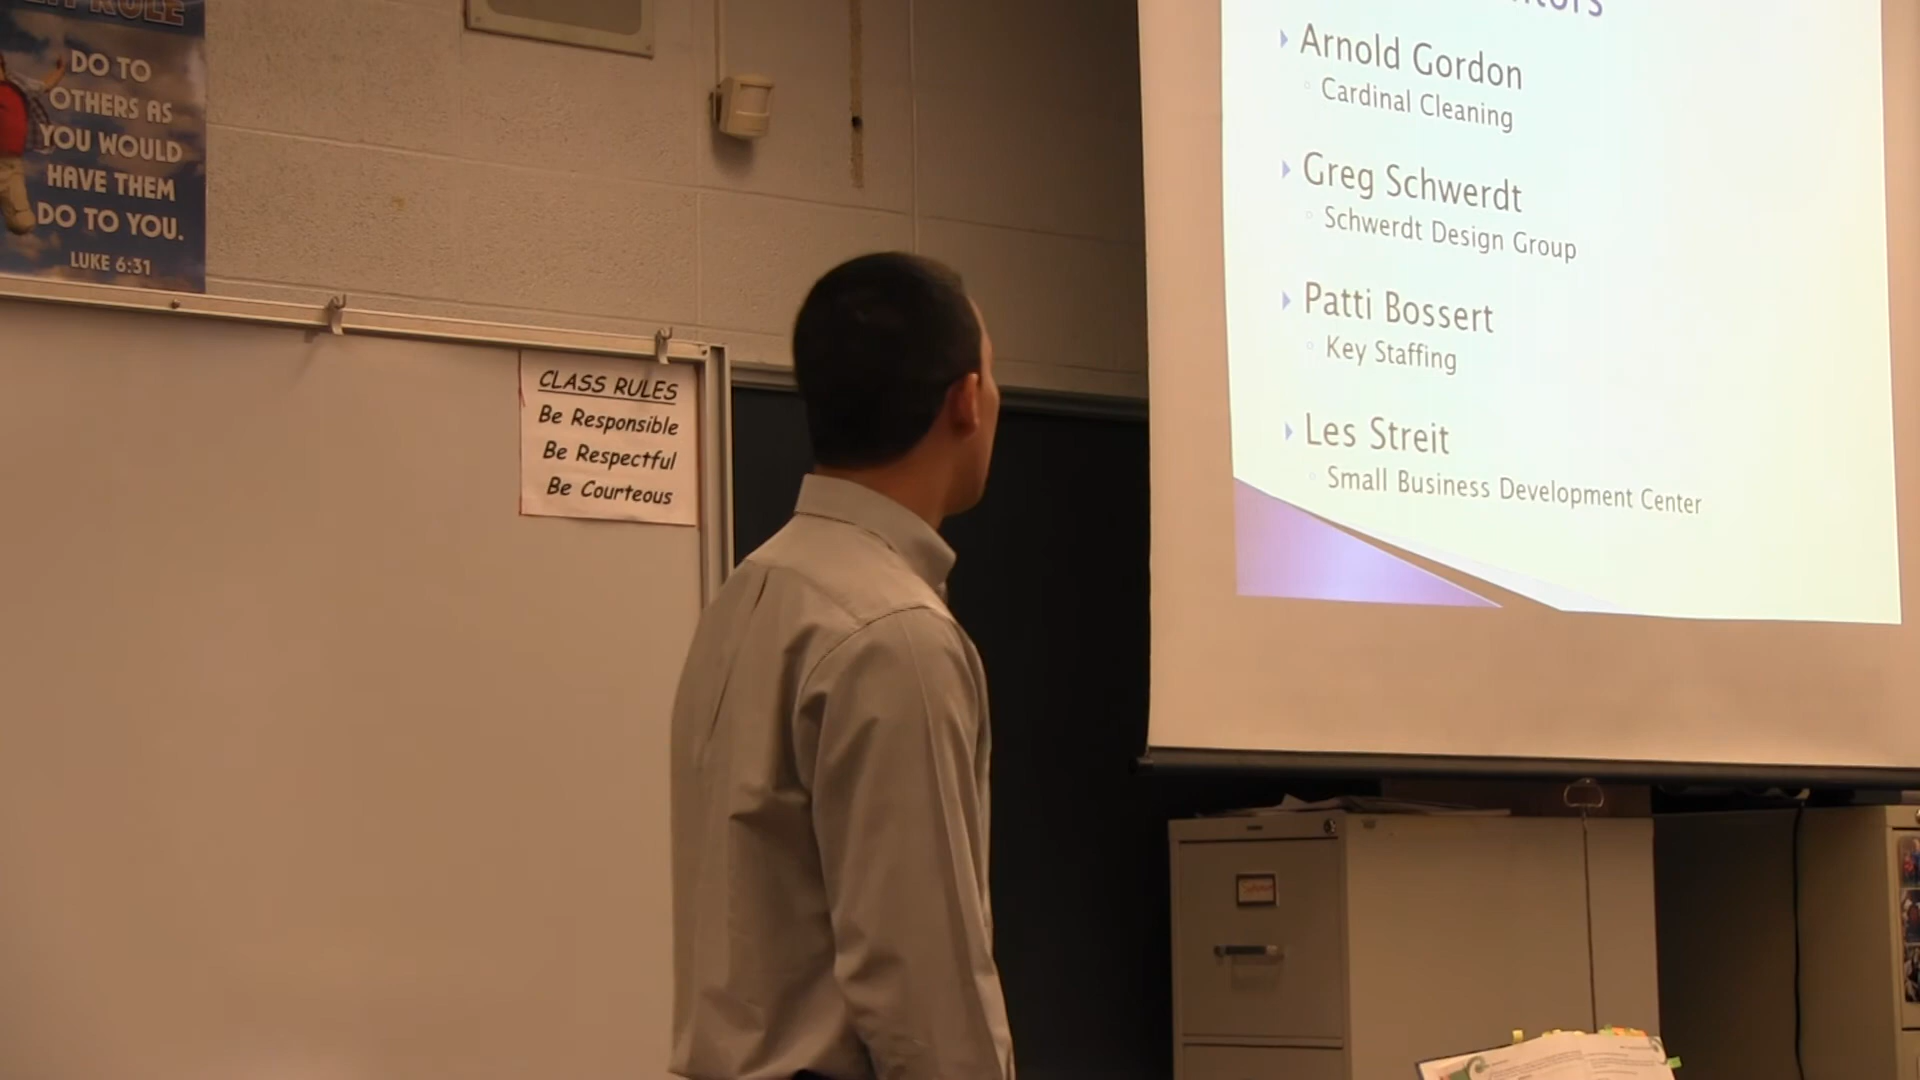 RULE
DO TO
OTHERS AS
YOU WOULD
HAVE THEM
DO TO YOU.
LUKE 6:31
CLASS RULES
Be Responsible
Be Respectful
Be Courteous
Arnold Gordon
Cardinal Cleaning
Greg Schwerdt
Schwerdt Design Group
Patti Bossert
Key Staffing
Les Streit
Small Business Development Center